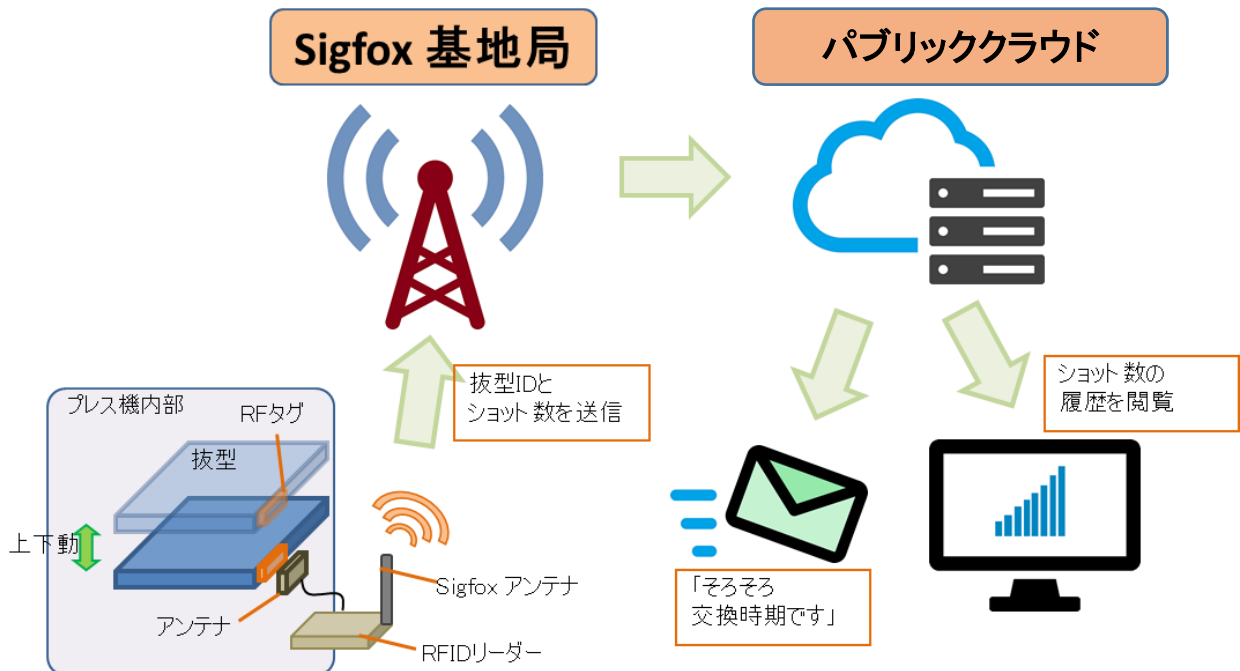 Sigfox 基地局
パブリッククラウド
抜型IDと
ショット数を送信
ショット数の
履歴を閲覧
プレス機内部
RFタグ
抜型
上下動
アンテナ
Sigfox アンテナ
RFIDリーダー
「そろそろ
交換時期です」